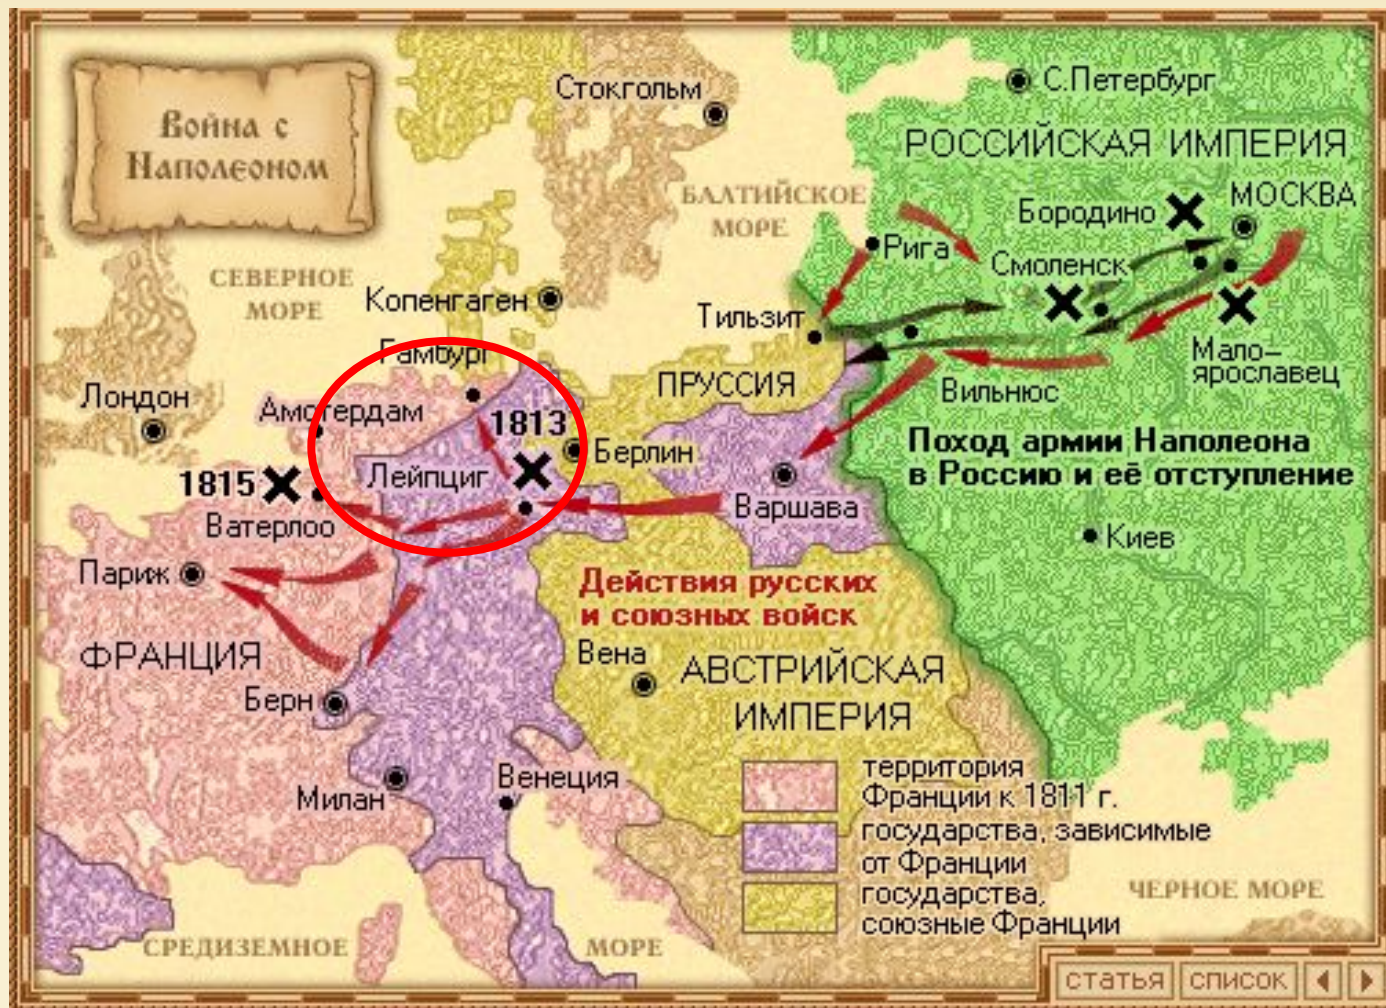 Война с
Наполеоном
Стокгольм
С.Петербург
РОССИЙСКАЯ ИМПЕРИЯ
БАЛТИЙСКОЕ
МОРЕ
Бородино
МОСКВА
Рига
Смоленск
СЕВЕРНОЕ
МОРЕ
Копенгаген
Тильзит
Гамбург
Мало–
ярославец
ПРУССИЯ
Вильнюс
Лондон
Амстердам
1813
Берлин
Поход армии Наполеона
в Россию и её отступление
Лейпциг
1815
Ватерлоо
Варшава
Киев
Париж
Действия русских
и союзных войск
ФРАНЦИЯ
Вена
АВСТРИЙСКАЯ
ИМПЕРИЯ
Берн
Милан
Венеция
территория
Франции к 1811 г.
государства, зависимые
от Франции
государства,
союзные Франции
ЧЕРНОЕ МОРЕ
СРЕДИЗЕМНОЕ
МОРЕ
статья
список